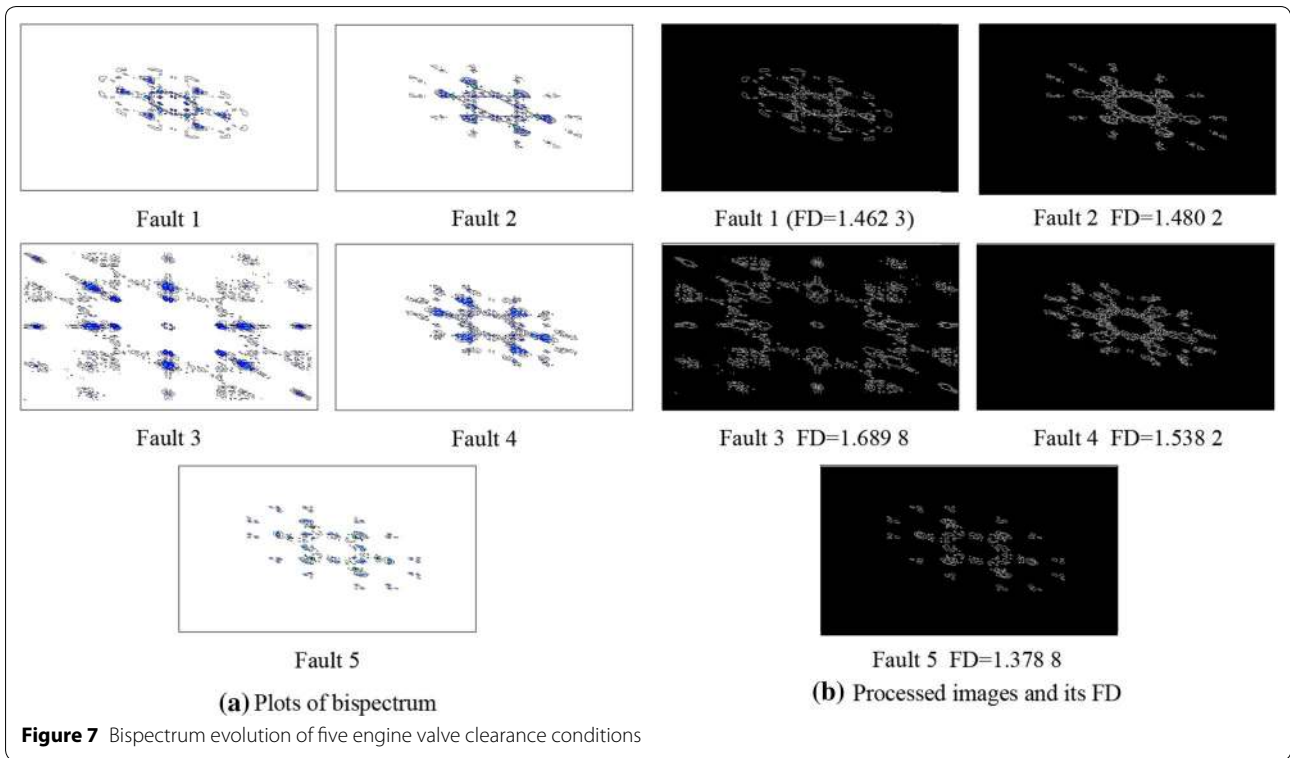 Fault 1
Fault 2
Fault 1 (FD=1.462 3)
Fault 2 FD=1.480 2
Fault 3
Fault 4
Fault 3 FD=1.689 8
Fault 4 FD=1.538 2
Fault 5
Fault 5 FD=1.378 8
(a) Plots of bispectrum
(b) Processed images and its FD
Figure 7 Bispectrum evolution of five engine valve clearance conditions